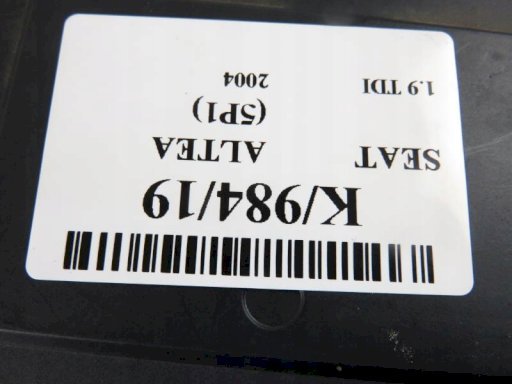 K/984/19
SEAT ALTEA
(5P1)
1.9 TDI 2004